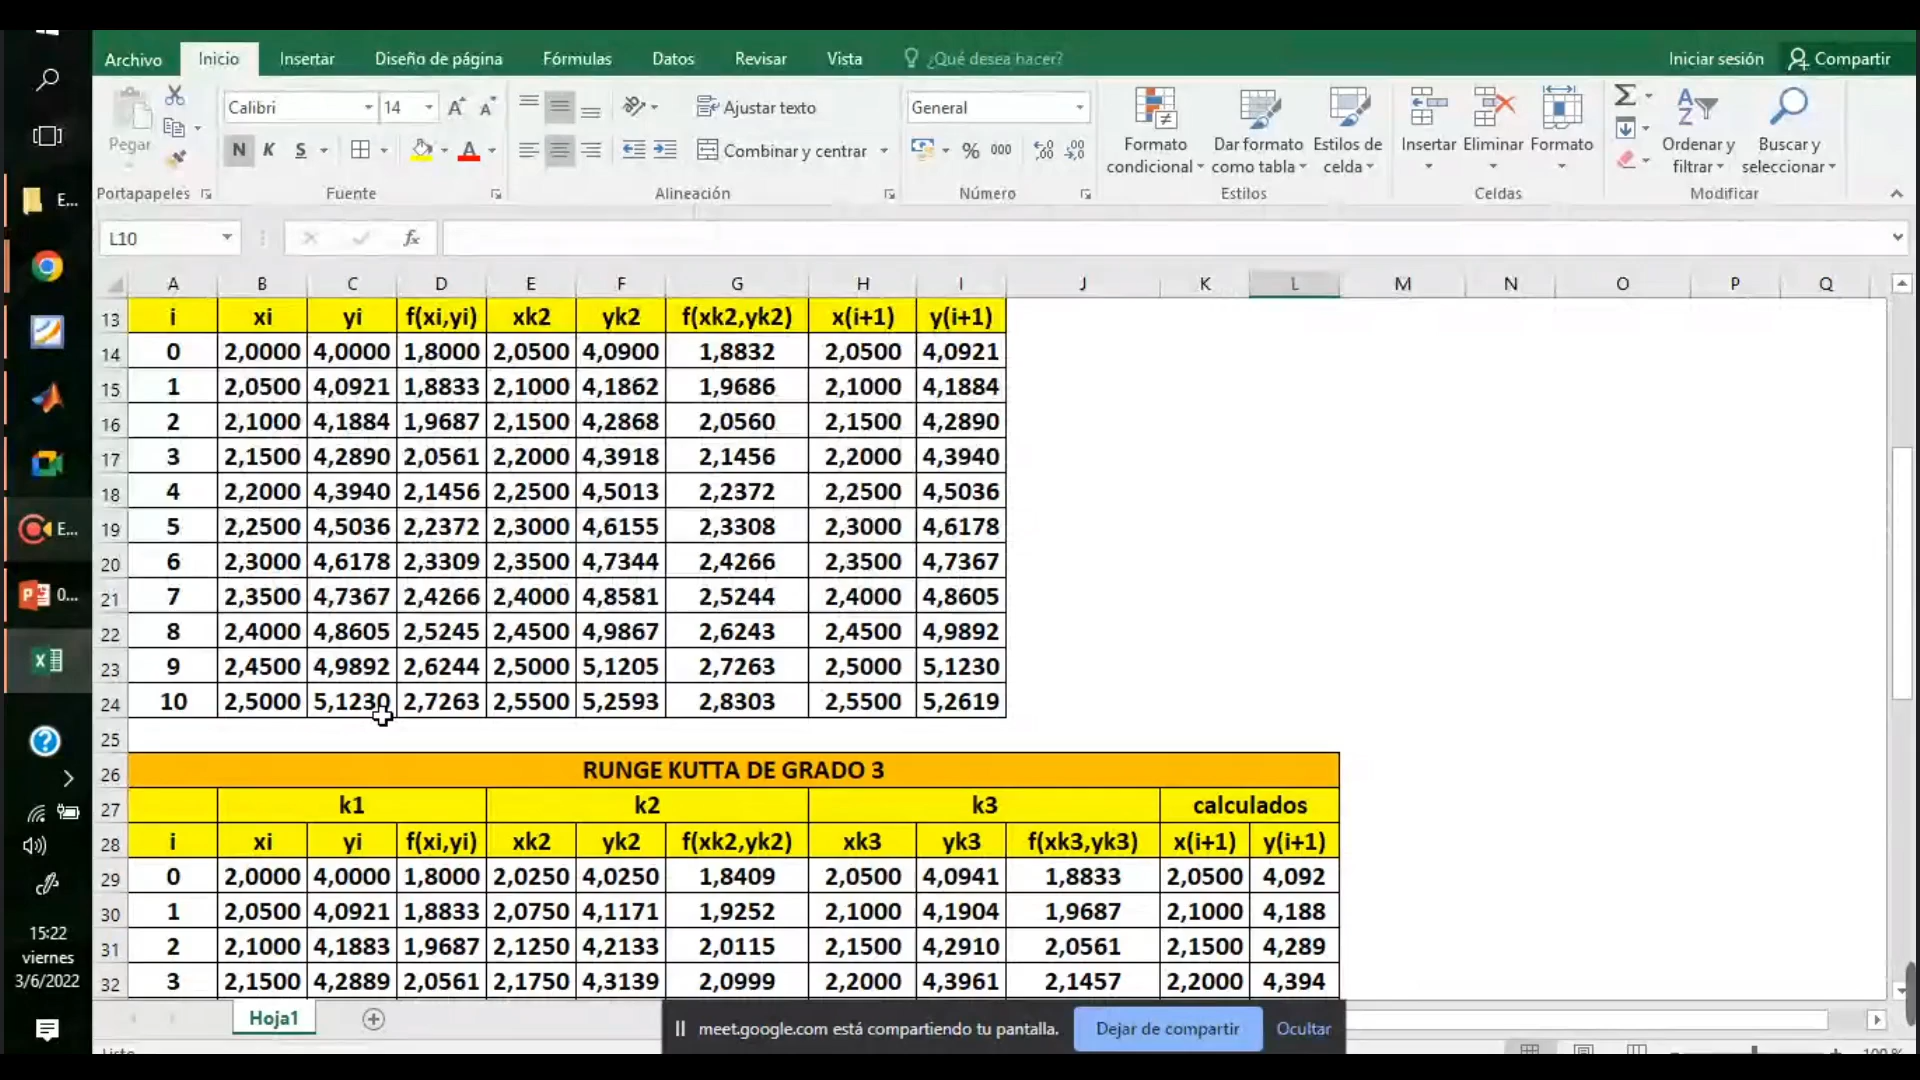 Archivo Inicio Insertar Diseño de página Fórmulas Datos Revisar Vista ¿Qué desea hacer? Iniciar sesión Compartir
Pegar Calibri 14 Ajustar texto General
N K S Combinar y centrar % 000
Formato condicional Dar formato como tabla Estilos de celda Insertar Eliminar Formato Ordenar y filtrar Buscar y seleccionar
Portapapeles Fuente Alineación Número Estilos Celdas Modificar
L10 fx
A B C D E F G H I J K L M N O P Q
13 i xi yi f(xi,yi) xk2 yk2 f(xk2,yk2) x(i+1) y(i+1)
14 0 2,0000 4,0000 1,8000 2,0500 4,0900 1,8832 2,0500 4,0921
15 1 2,0500 4,0921 1,8833 2,1000 4,1862 1,9686 2,1000 4,1884
16 2 2,1000 4,1884 1,9687 2,1500 4,2868 2,0560 2,1500 4,2890
17 3 2,1500 4,2890 2,0561 2,2000 4,3918 2,1456 2,2000 4,3940
18 4 2,2000 4,3940 2,1456 2,2500 4,5013 2,2372 2,2500 4,5036
19 5 2,2500 4,5036 2,2372 2,3000 4,6155 2,3308 2,3000 4,6178
20 6 2,3000 4,6178 2,3309 2,3500 4,7344 2,4266 2,3500 4,7367
21 7 2,3500 4,7367 2,4266 2,4000 4,8581 2,5244 2,4000 4,8605
22 8 2,4000 4,8605 2,5245 2,4500 4,9867 2,6243 2,4500 4,9892
23 9 2,4500 4,9892 2,6244 2,5000 5,1205 2,7263 2,5000 5,1230
24 10 2,5000 5,1230 2,7263 2,5500 5,2593 2,8303 2,5500 5,2619
25
26 RUNGE KUTTA DE GRADO 3
27 k1 k2 k3 calculados
28 i xi yi f(xi,yi) xk2 yk2 f(xk2,yk2) xk3 yk3 f(xk3,yk3) x(i+1) y(i+1)
29 0 2,0000 4,0000 1,8000 2,0250 4,0250 1,8409 2,0500 4,0941 1,8833 2,0500 4,092
30 1 2,0500 4,0921 1,8833 2,0750 4,1171 1,9252 2,1000 4,1904 1,9687 2,1000 4,188
31 2 2,1000 4,1883 1,9687 2,1250 4,2133 2,0115 2,1500 4,2910 2,0561 2,1500 4,289
32 3 2,1500 4,2889 2,0561 2,1750 4,3139 2,0999 2,2000 4,3961 2,1457 2,2000 4,394
Hoja1
meet.google.com está compartiendo tu pantalla. Dejar de compartir Ocultar
E...
E...
P 0...
15:22
viernes
3/6/2022